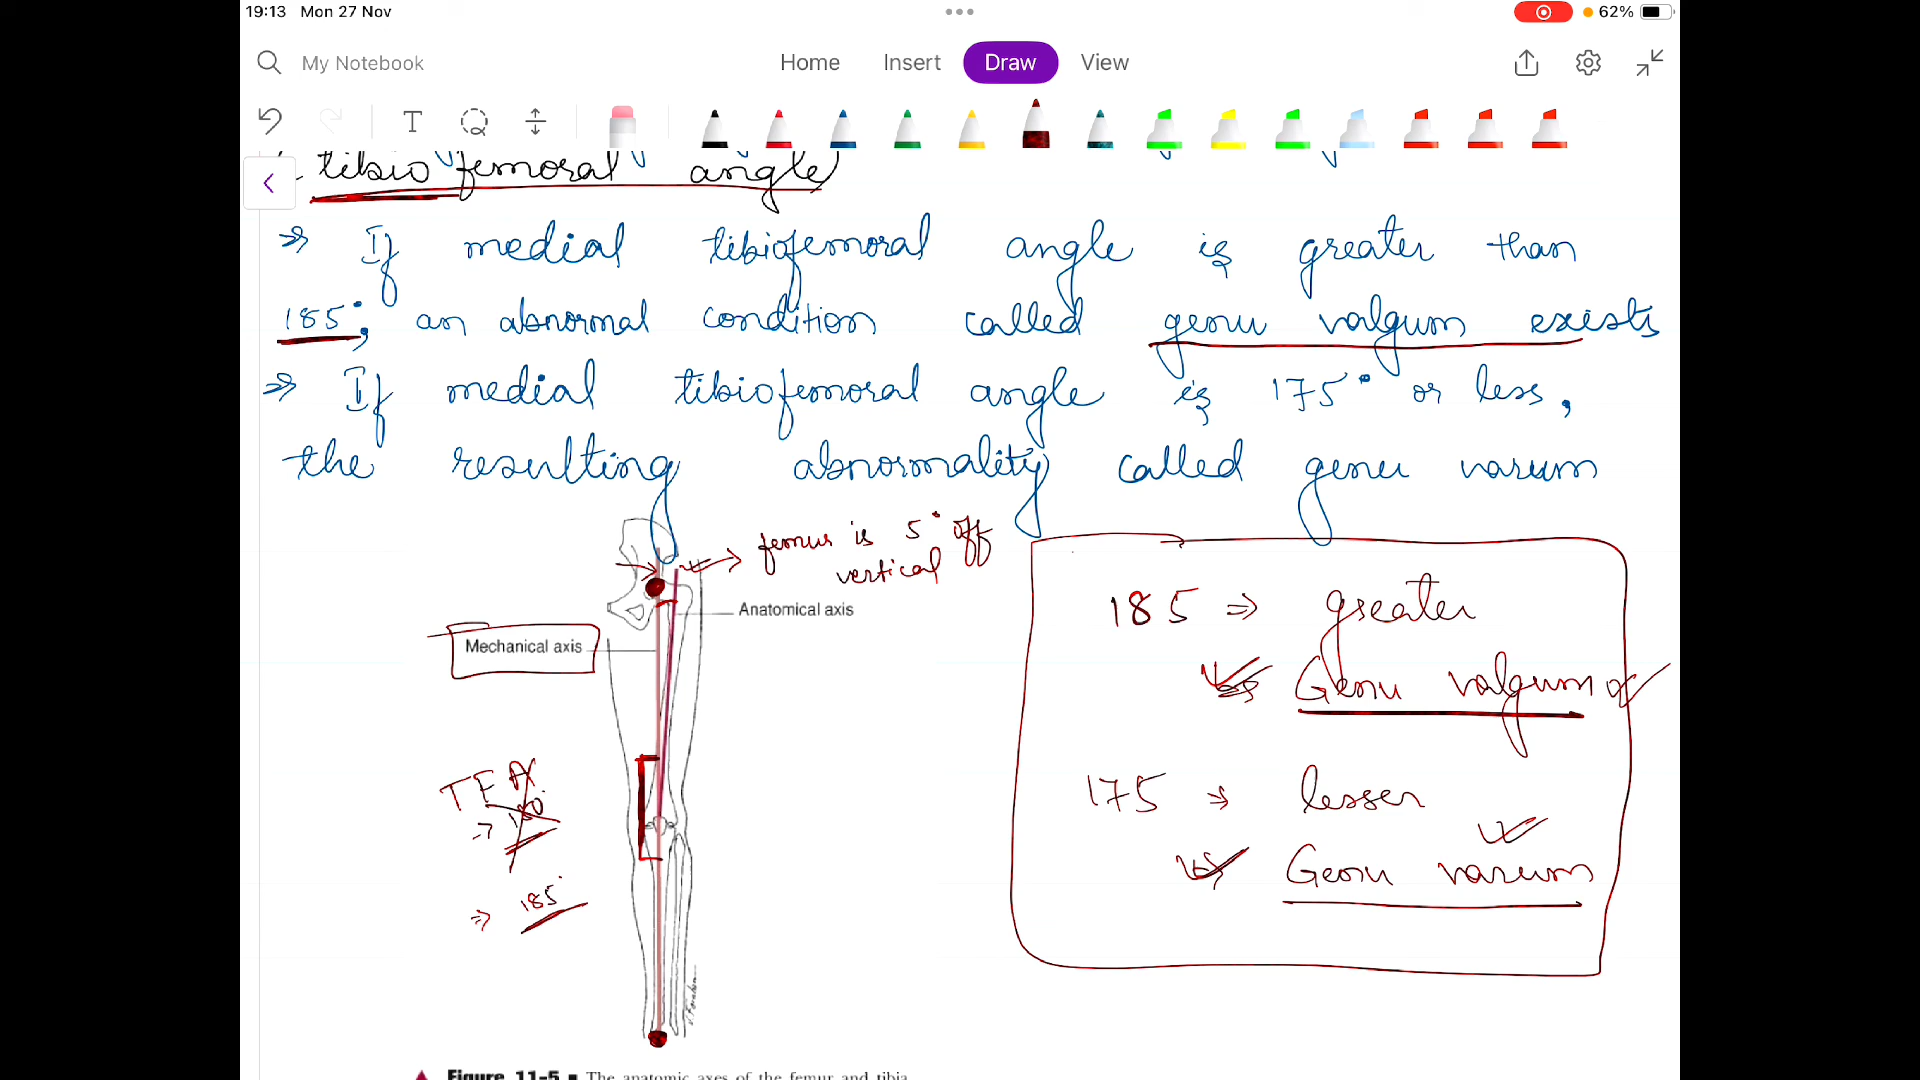 19:13 Mon 27 Nov
62%
My Notebook
Home Insert Draw View
T
tibiofemoral angle
⇒ If medial tibiofemoral angle is greater than
185°, an abnormal condition called genu valgum exists
⇒ If medial tibiofemoral angle is 175° or less,
the resulting abnormality called genu varum
→ femur is 5° off
vertical
Anatomical axis
Mechanical axis
TFA
⇒ 180°
⇒ 185°
185 ⇒ greater
Genu valgum
175 ⇒ lesser
Genu varum
Figure 11-5 ■ The anatomic axes of the femur and tibia